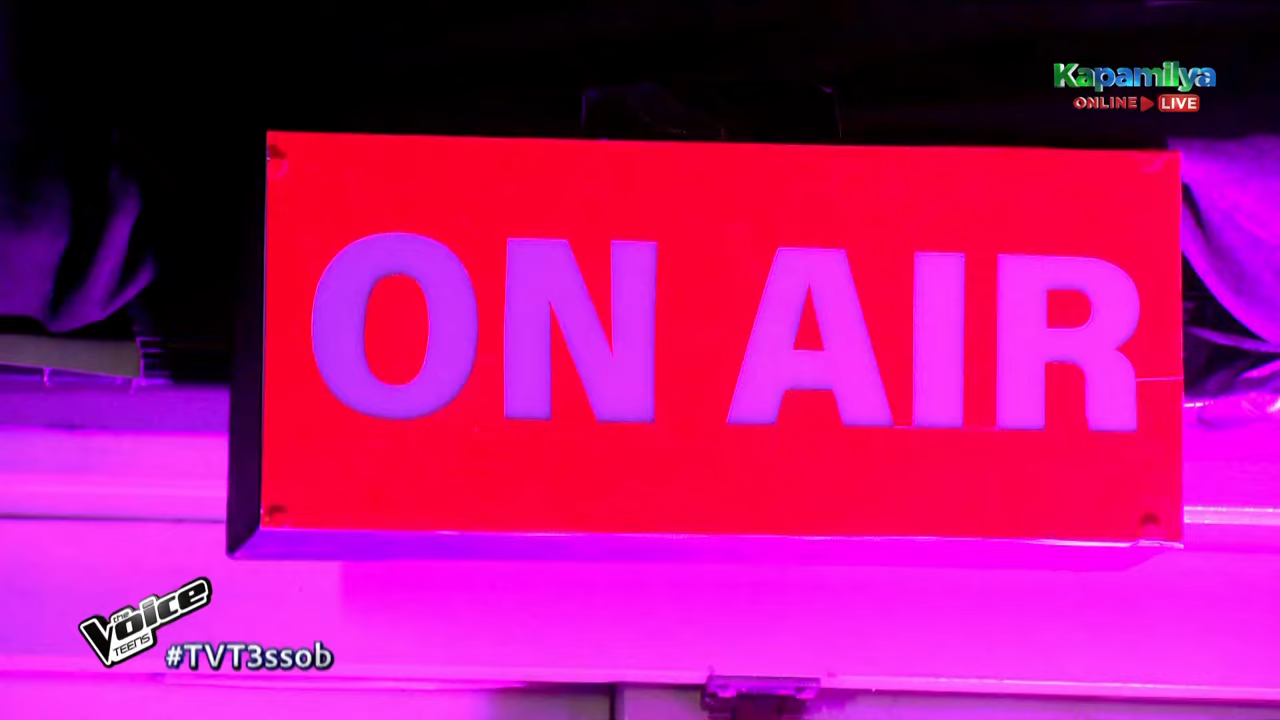 Kapamilya
ONLINE LIVE
ON AIR
the Voice
TEENS
#TVT3ssob